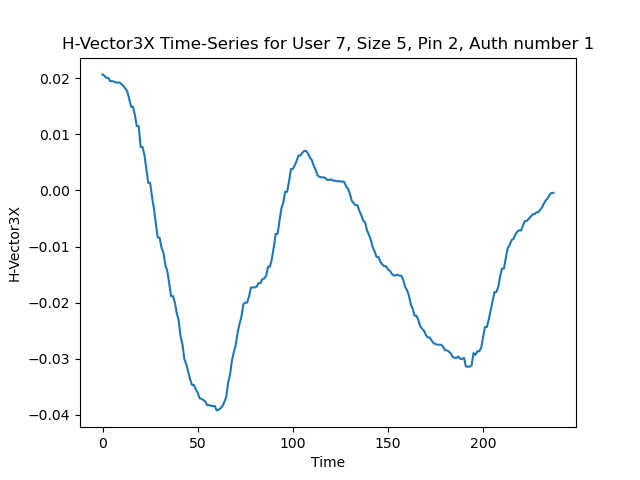 H-Vector3X Time-Series for User 7, Size 5, Pin 2, Auth number 1
0.02
0.01
0.00
−0.01
−0.02
−0.03
−0.04
H-Vector3X
0 50 100 150 200
Time